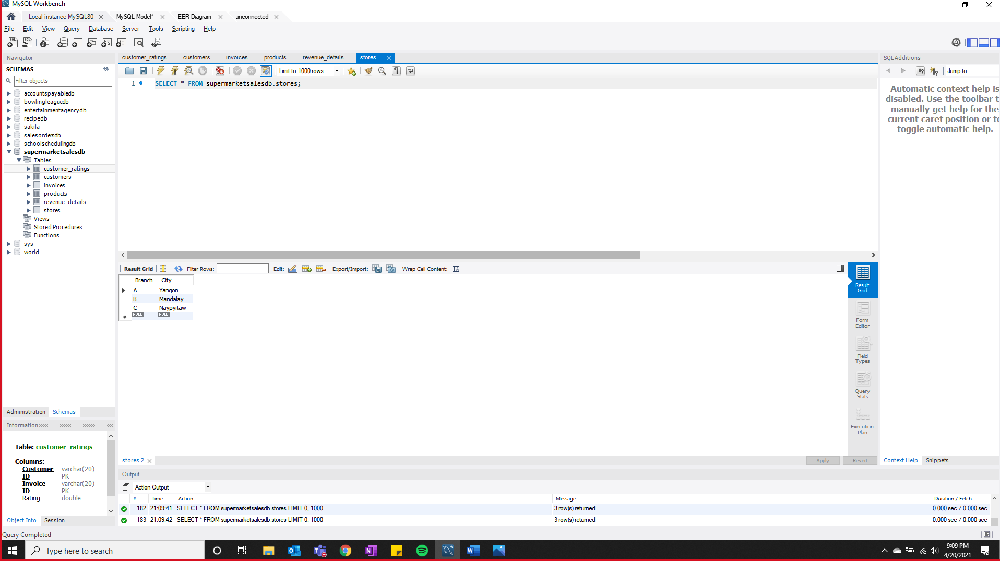 MySQL Workbench
Local instance MySQL80
MySQL Model*
EER Diagram
unconnected
File Edit View Query Database Server Tools Scripting Help
Navigator
SCHEMAS
Filter objects
accountspayabledb
bowlingleaguedb
entertainmentagencydb
recipedb
sakila
salesordersdb
schoolschedulingdb
supermarketsalesdb
Tables
customer_ratings
customers
invoices
products
revenue_details
stores
Views
Stored Procedures
Functions
sys
world
Administration Schemas
Information
Table: customer_ratings
Columns:
Customer varchar(20)
ID PK
Invoice varchar(20)
ID PK
Rating double
Object Info Session
Query Completed
customer_ratings customers invoices products revenue_details stores
Limit to 1000 rows
1 SELECT * FROM supermarketsalesdb.stores;
Result Grid Filter Rows: Edit: Export/Import: Wrap Cell Content:
Branch City
A Yangon
B Mandalay
C Naypyitaw
NULL NULL
Result
Grid
Form
Editor
Field
Types
Query
Stats
Execution
Plan
stores 2
Apply Revert
SQLAdditions
Jump to
Automatic context help is
disabled. Use the toolbar t
manually get help for the
current caret position or to
toggle automatic help.
Context Help Snippets
Output
Action Output
# Time Action Message Duration / Fetch
182 21:09:41 SELECT * FROM supermarketsalesdb.stores LIMIT 0, 1000 3 row(s) returned 0.000 sec / 0.000 sec
183 21:09:42 SELECT * FROM supermarketsalesdb.stores LIMIT 0, 1000 3 row(s) returned 0.000 sec / 0.000 sec
Type here to search
9:09 PM
4/20/2021